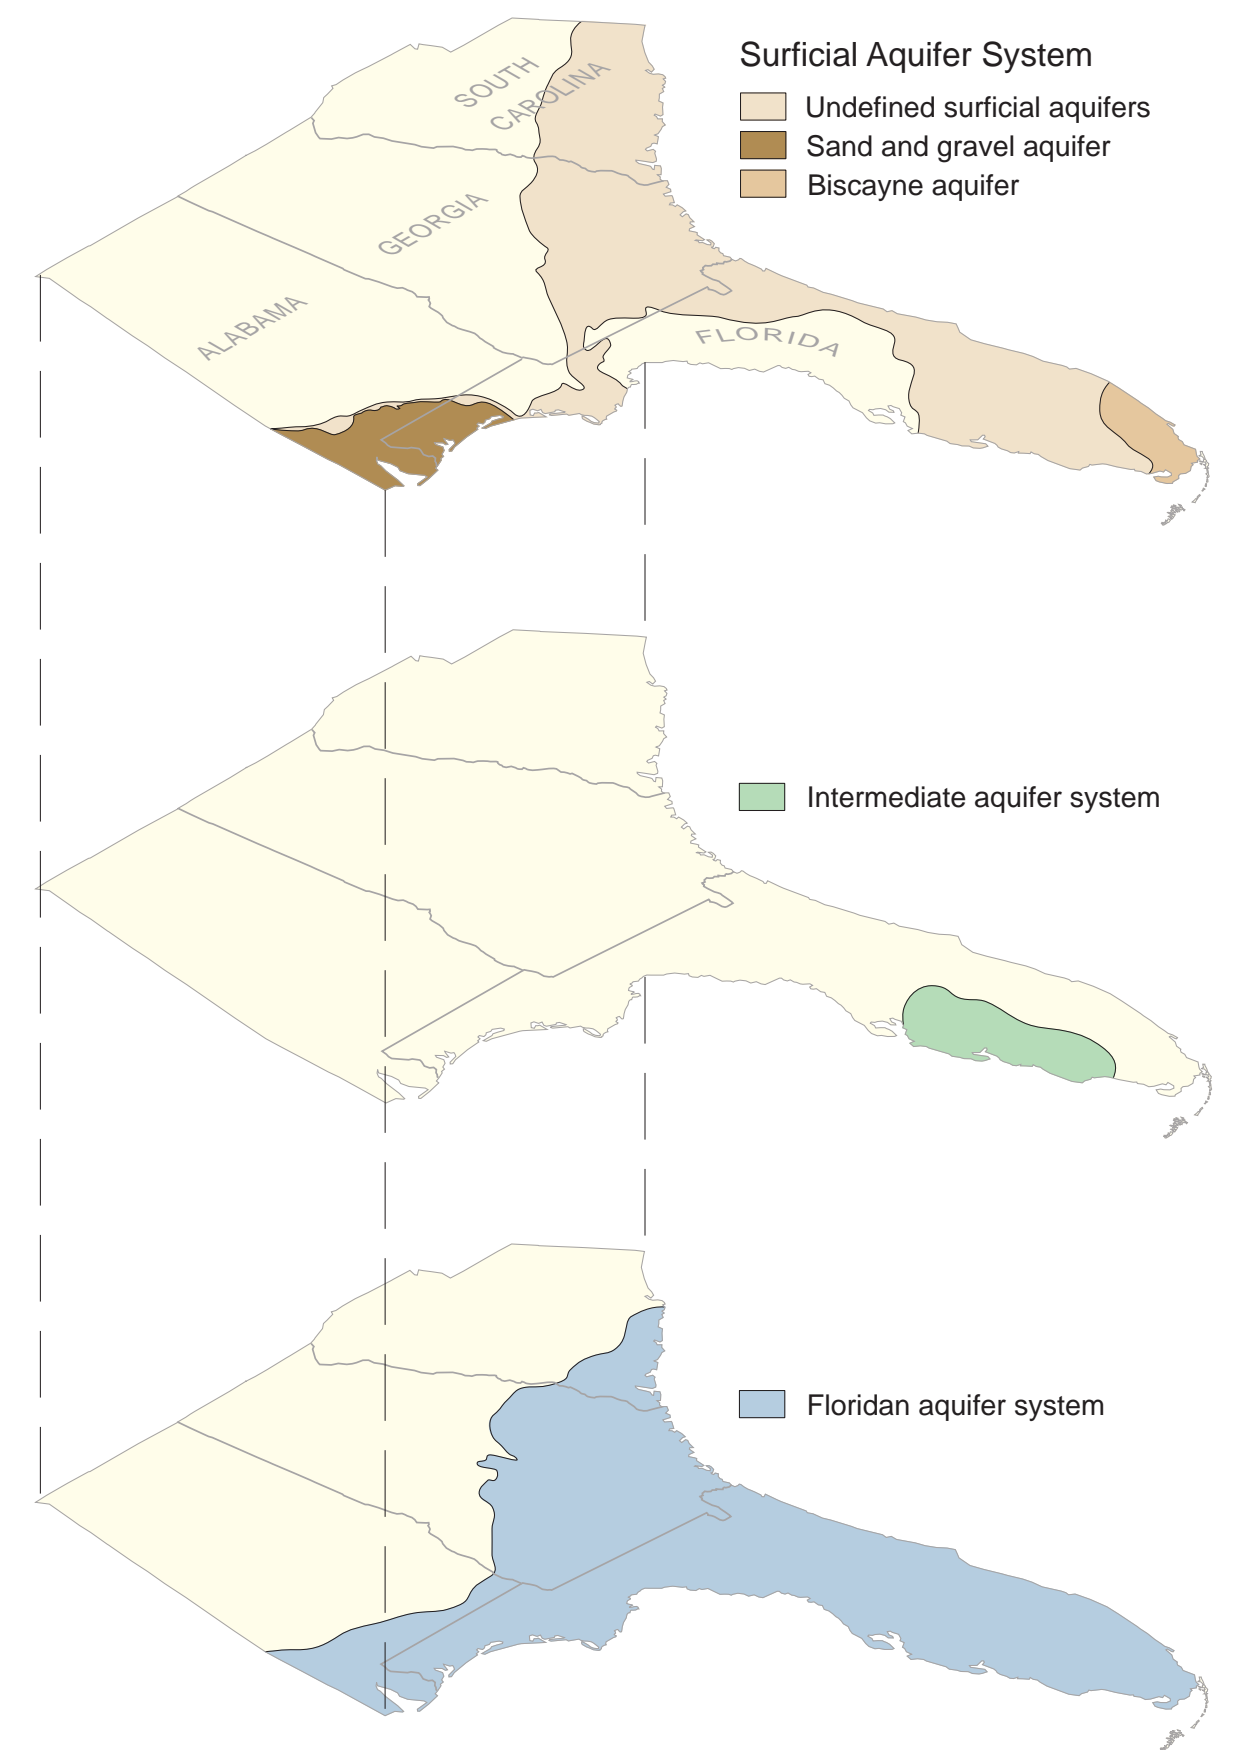 Surficial Aquifer System
Undefined surficial aquifers
Sand and gravel aquifer
Biscayne aquifer
SOUTH
CAROLINA
GEORGIA
ALABAMA
FLORIDA
Intermediate aquifer system
Floridan aquifer system